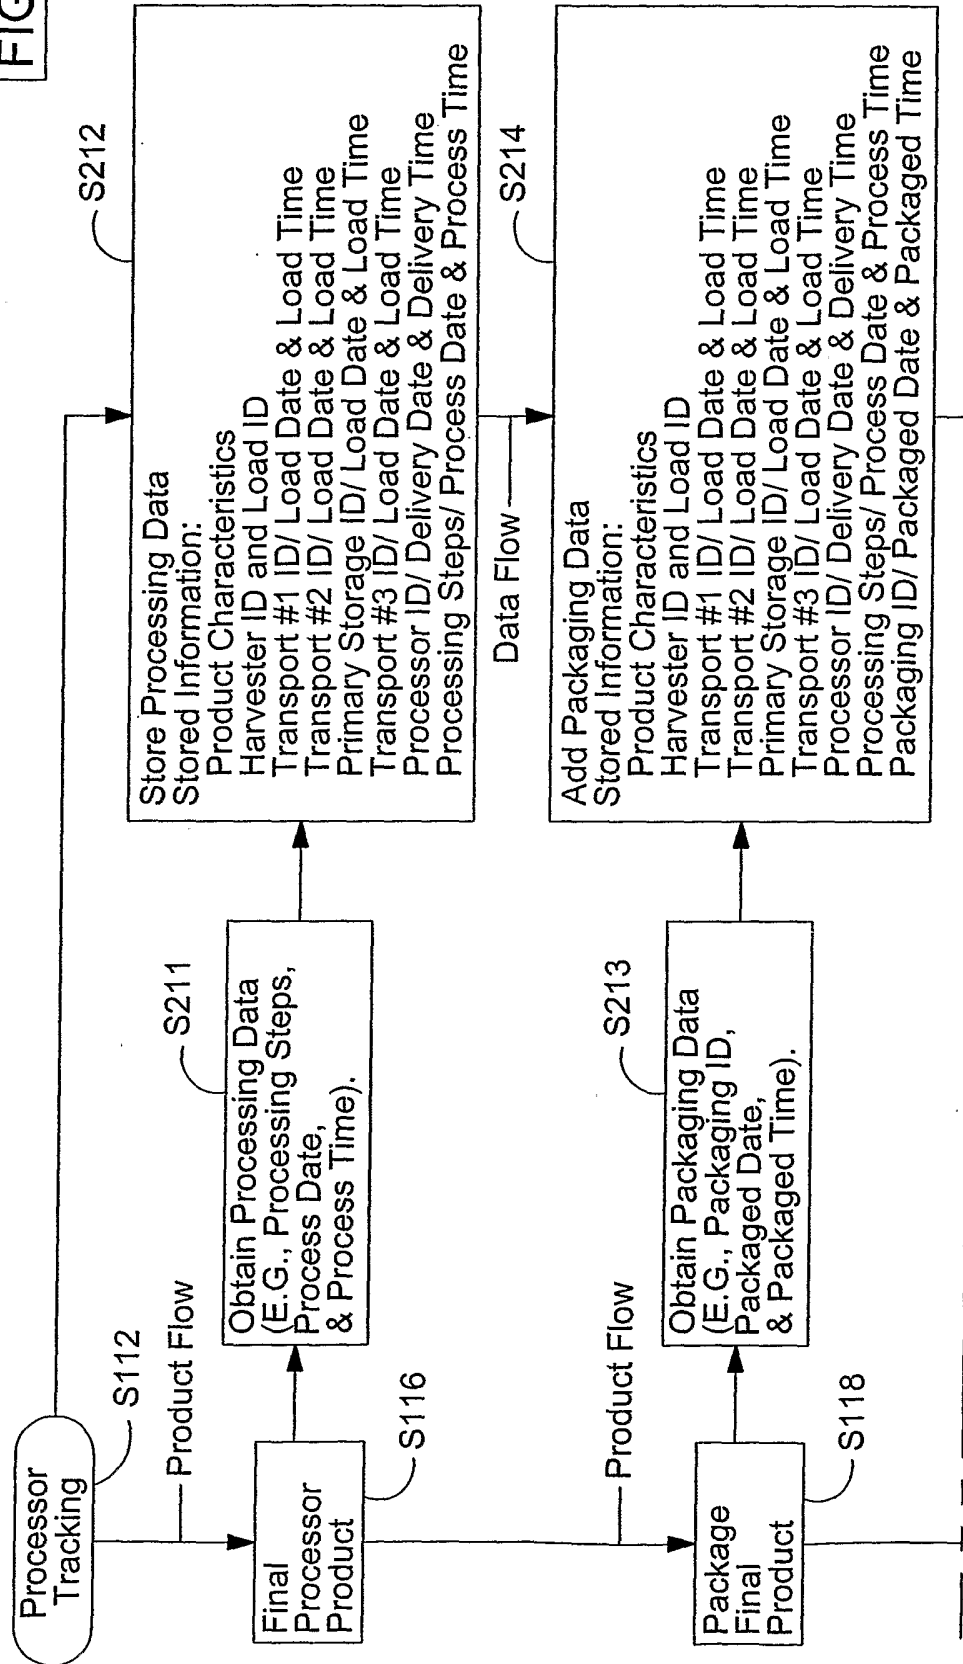 FIG
Processor
Tracking
S112
Product Flow
Final
Processor
Product
S116
Obtain Processing Data
(E.G., Processing Steps,
Process Date,
& Process Time).
S211
Store Processing Data
Stored Information:
Product Characteristics
Harvester ID and Load ID
Transport #1 ID/ Load Date & Load Time
Transport #2 ID/ Load Date & Load Time
Primary Storage ID/ Load Date & Load Time
Transport #3 ID/ Load Date & Load Time
Processor ID/ Delivery Date & Delivery Time
Processing Steps/ Process Date & Process Time
S212
Product Flow
Data Flow
Package
Final
Product
S118
Obtain Packaging Data
(E.G., Packaging ID,
Packaged Date,
& Packaged Time).
S213
Add Packaging Data
Stored Information:
Product Characteristics
Harvester ID and Load ID
Transport #1 ID/ Load Date & Load Time
Transport #2 ID/ Load Date & Load Time
Primary Storage ID/ Load Date & Load Time
Transport #3 ID/ Load Date & Load Time
Processor ID/ Delivery Date & Delivery Time
Processing Steps/ Process Date & Process Time
Packaging ID/ Packaged Date & Packaged Time
S214